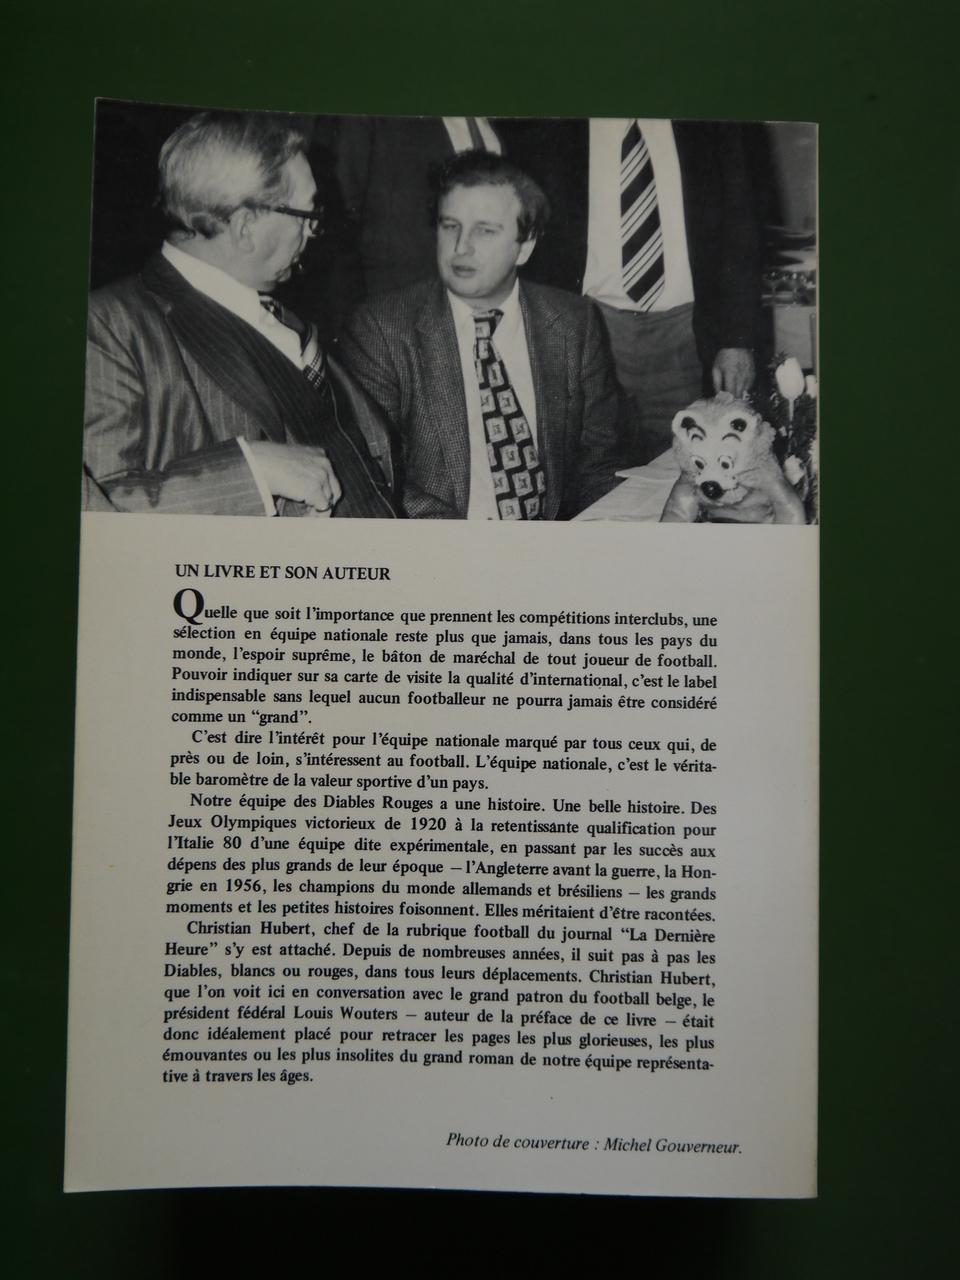 UN LIVRE ET SON AUTEUR
Quelle que soit l'importance que prennent les compétitions interclubs, une
sélection en équipe nationale reste plus que jamais, dans tous les pays du
monde, l'espoir suprême, le bâton de maréchal de tout joueur de football.
Pouvoir indiquer sur sa carte de visite la qualité d'international, c'est le label
indispensable sans lequel aucun footballeur ne pourra jamais être considéré
comme un "grand".
C'est dire l'intérêt pour l'équipe nationale marqué par tous ceux qui, de
près ou de loin, s'intéressent au football. L'équipe nationale, c'est le vérita-
ble baromètre de la valeur sportive d'un pays.
Notre équipe des Diables Rouges a une histoire. Une belle histoire. Des
Jeux Olympiques victorieux de 1920 à la retentissante qualification pour
l'Italie 80 d'une équipe dite expérimentale, en passant par les succès aux
dépens des plus grands de leur époque — l'Angleterre avant la guerre, la Hon-
grie en 1956, les champions du monde allemands et brésiliens — les grands
moments et les petites histoires foisonnent. Elles méritaient d'être racontées.
Christian Hubert, chef de la rubrique football du journal "La Dernière
Heure" s'y est attaché. Depuis de nombreuses années, il suit pas à pas les
Diables, blancs ou rouges, dans tous leurs déplacements. Christian Hubert,
que l'on voit ici en conversation avec le grand patron du football belge, le
président fédéral Louis Wouters — auteur de la préface de ce livre — était
donc idéalement placé pour retracer les pages les plus glorieuses, les plus
émouvantes ou les plus insolites du grand roman de notre équipe représenta-
tive à travers les âges.
Photo de couverture : Michel Gouverneur.